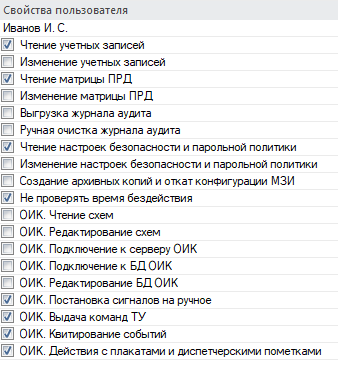 Свойства пользователя
Иванов И. С.
Чтение учетных записей
Изменение учетных записей
Чтение матрицы ПРД
Изменение матрицы ПРД
Выгрузка журнала аудита
Ручная очистка журнала аудита
Чтение настроек безопасности и парольной политики
Изменение настроек безопасности и парольной политики
Создание архивных копий и откат конфигурации МЗИ
Не проверять время бездействия
ОИК. Чтение схем
ОИК. Редактирование схем
ОИК. Подключение к серверу ОИК
ОИК. Подключение к БД ОИК
ОИК. Редактирование БД ОИК
ОИК. Постановка сигналов на ручное
ОИК. Выдача команд ТУ
ОИК. Квитирование событий
ОИК. Действия с плакатами и диспетчерскими пометками